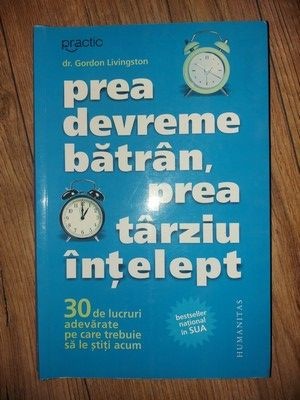 practic
dr. Gordon Livingston
prea
devreme
bătrân,
prea
târziu
înțelept
30 de lucruri
adevărate
pe care trebuie
să le știți acum
bestseller
național
în SUA
HUMANITAS